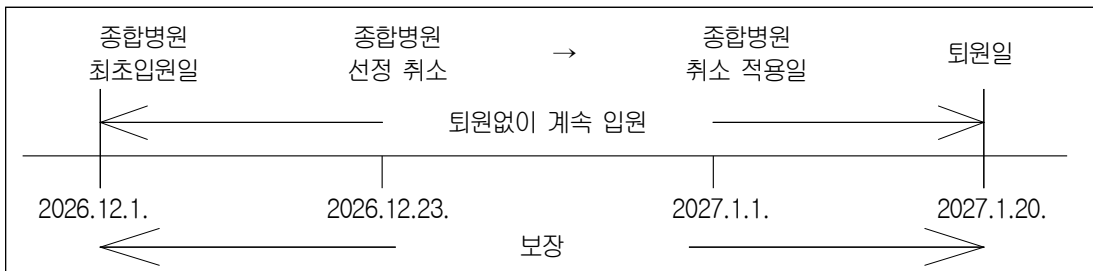 종합병원 종합병원 → 종합병원 퇴원일
최초입원일 선정 취소 취소 적용일
퇴원없이 계속 입원
2026.12.1. 2026.12.23. 2027.1.1. 2027.1.20.
보장